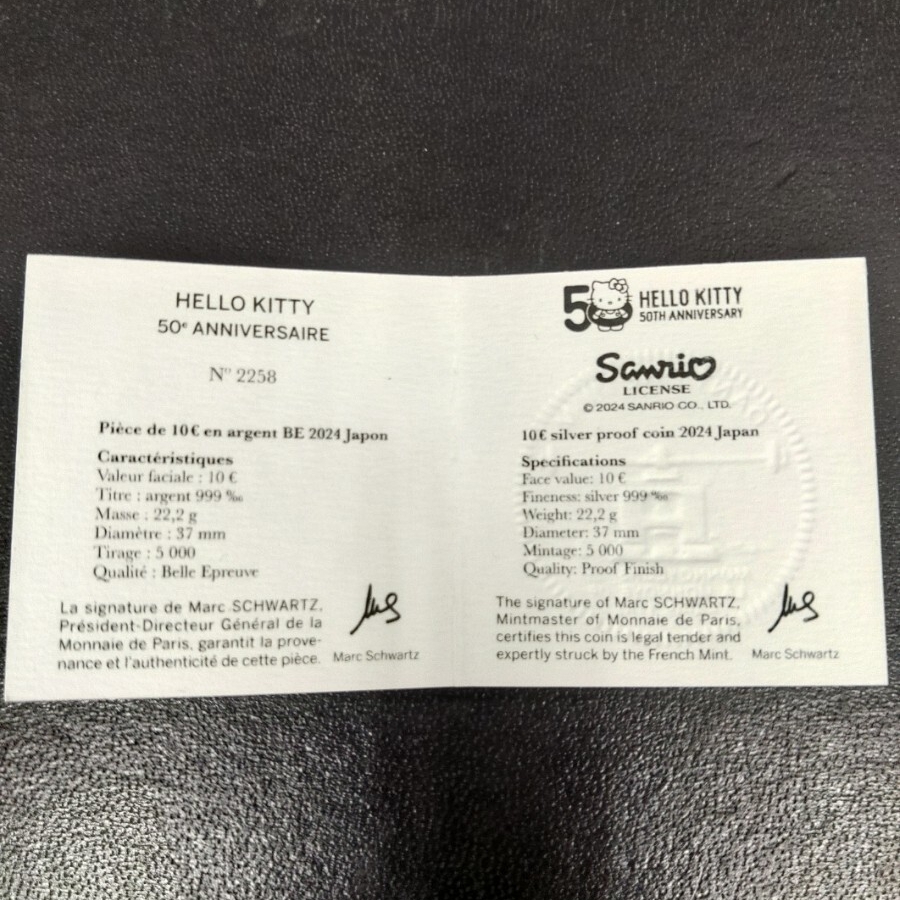 HELLO KITTY
50e ANNIVERSAIRE
N° 2258
Pièce de 10€ en argent BE 2024 Japon
Caractéristiques
Valeur faciale : 10 €
Titre : argent 999 ‰
Masse : 22,2 g
Diamètre : 37 mm
Tirage : 5 000
Qualité : Belle Epreuve
La signature de Marc SCHWARTZ,
Président-Directeur Général de la
Monnaie de Paris, garantit la prove-
nance et l'authenticité de cette pièce.
Marc Schwartz
50 HELLO KITTY
50TH ANNIVERSARY
Sanrio
LICENSE
© 2024 SANRIO CO., LTD.
10€ silver proof coin 2024 Japan
Specifications
Face value: 10 €
Fineness: silver 999 ‰
Weight: 22,2 g
Diameter: 37 mm
Mintage: 5 000
Quality: Proof Finish
The signature of Marc SCHWARTZ,
Mintmaster of Monnaie de Paris,
certifies this coin is legal tender and
expertly struck by the French Mint.
Marc Schwartz